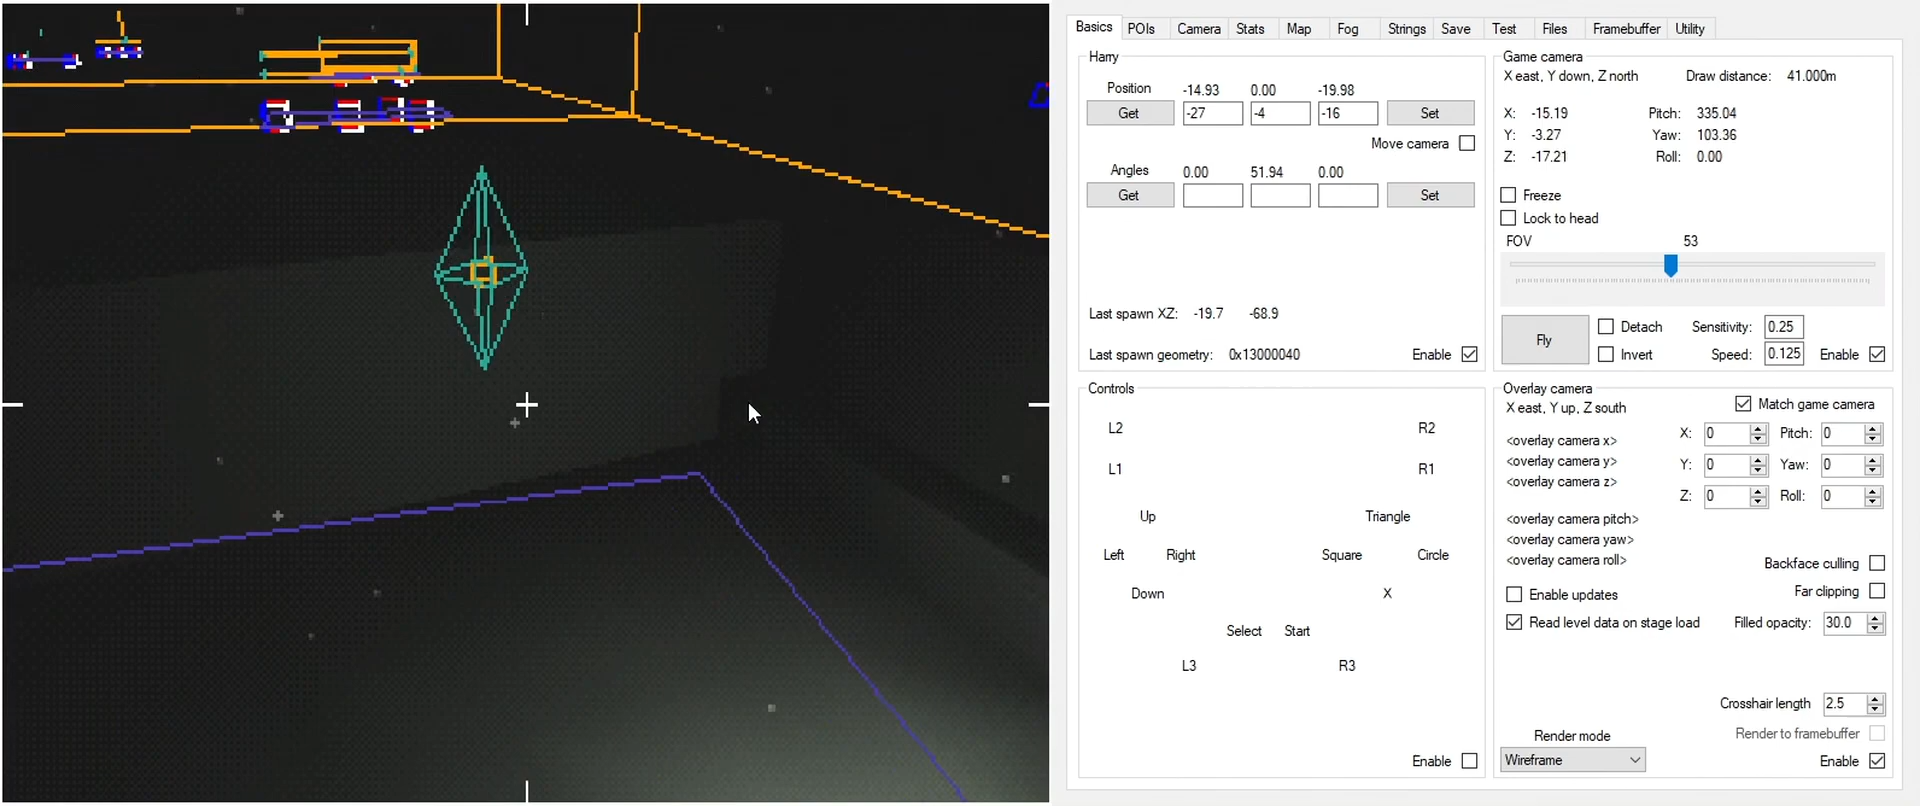 Basics POIs Camera Stats Map Fog Strings Save Test Files Framebuffer Utility
Harry
Position -14.93 0.00 -19.98
Get -27 -4 -16 Set
Move camera
Angles 0.00 51.94 0.00
Get Set
Last spawn XZ: -19.7 -68.9
Last spawn geometry: 0x13000040 Enable
Game camera
X east, Y down, Z north Draw distance: 41.000m
X: -15.19 Pitch: 335.04
Y: -3.27 Yaw: 103.36
Z: -17.21 Roll: 0.00
Freeze
Lock to head
FOV 53
Fly Detach Sensitivity: 0.25
Invert Speed: 0.125 Enable
Controls
L2 R2
L1 R1
Up Triangle
Left Right Square Circle
Down X
Select Start
L3 R3
Enable
Overlay camera
X east, Y up, Z south Match game camera
<overlay camera x> X: 0 Pitch: 0
<overlay camera y> Y: 0 Yaw: 0
<overlay camera z> Z: 0 Roll: 0
<overlay camera pitch>
<overlay camera yaw>
<overlay camera roll> Backface culling
Enable updates Far clipping
Read level data on stage load Filled opacity: 30.0
Crosshair length 2.5
Render mode Render to framebuffer
Wireframe Enable